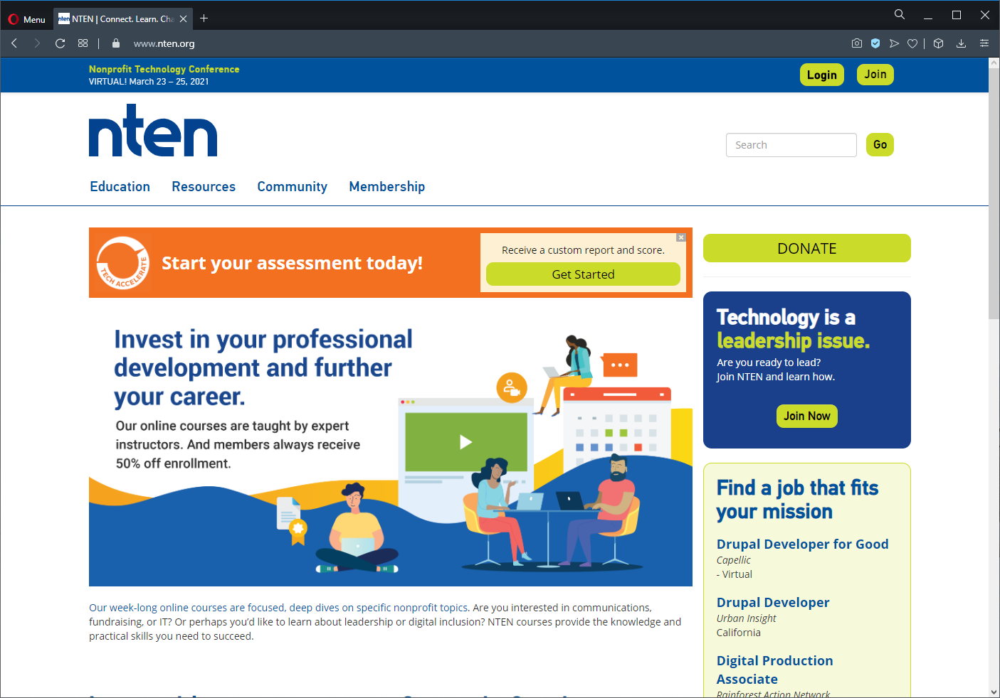 Menu
nten NTEN | Connect. Learn. Cha
www.nten.org
Nonprofit Technology Conference
VIRTUAL! March 23 – 25, 2021
Login
Join
nten
Search
Go
Education Resources Community Membership
TECH ACCELERATE
Start your assessment today!
Receive a custom report and score.
Get Started
DONATE
Invest in your professional
development and further
your career.
Our online courses are taught by expert
instructors. And members always receive
50% off enrollment.
Technology is a
leadership issue.
Are you ready to lead?
Join NTEN and learn how.
Join Now
Find a job that fits
your mission
Drupal Developer for Good
Capellic
- Virtual
Drupal Developer
Urban Insight
California
Digital Production
Associate
Rainforest Action Network
Our week-long online courses are focused, deep dives on specific nonprofit topics. Are you interested in communications,
fundraising, or IT? Or perhaps you’d like to learn about leadership or digital inclusion? NTEN courses provide the knowledge and
practical skills you need to succeed.